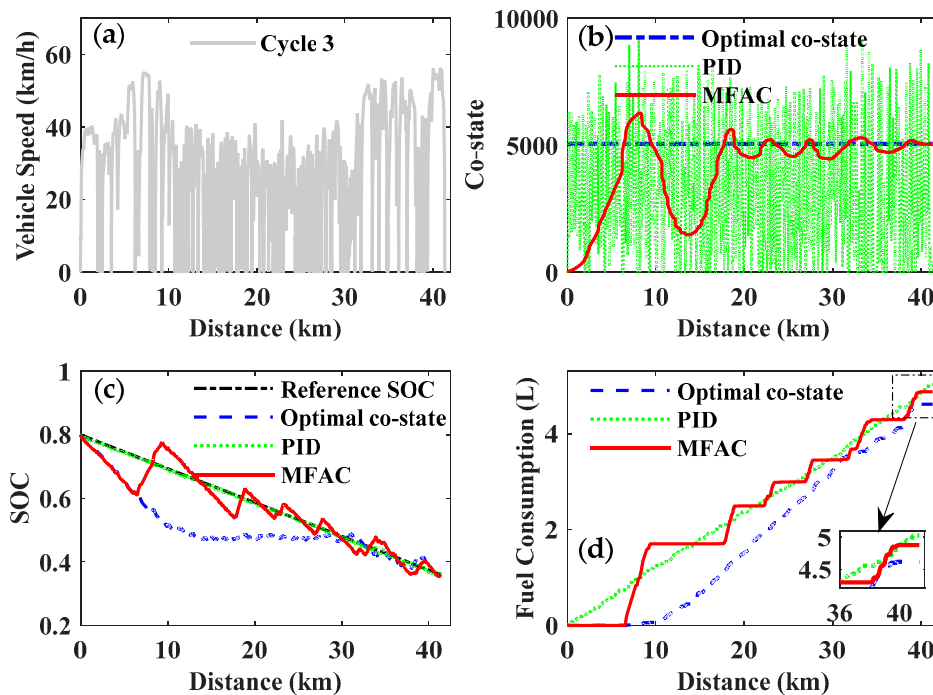 (a)
Cycle 3
Vehicle Speed (km/h)
60
40
20
0
0 10 20 30 40
Distance (km)
(b)
Optimal co-state
PID
MFAC
Co-state
10000
5000
0
0 10 20 30 40
Distance (km)
(c)
Reference SOC
Optimal co-state
PID
MFAC
SOC
1
0.8
0.6
0.4
0.2
0 10 20 30 40
Distance (km)
Optimal co-state
PID
MFAC
Fuel Consumption (L)
4
2
0
(d)
5
4.5
36 40
0 10 20 30 40
Distance (km)